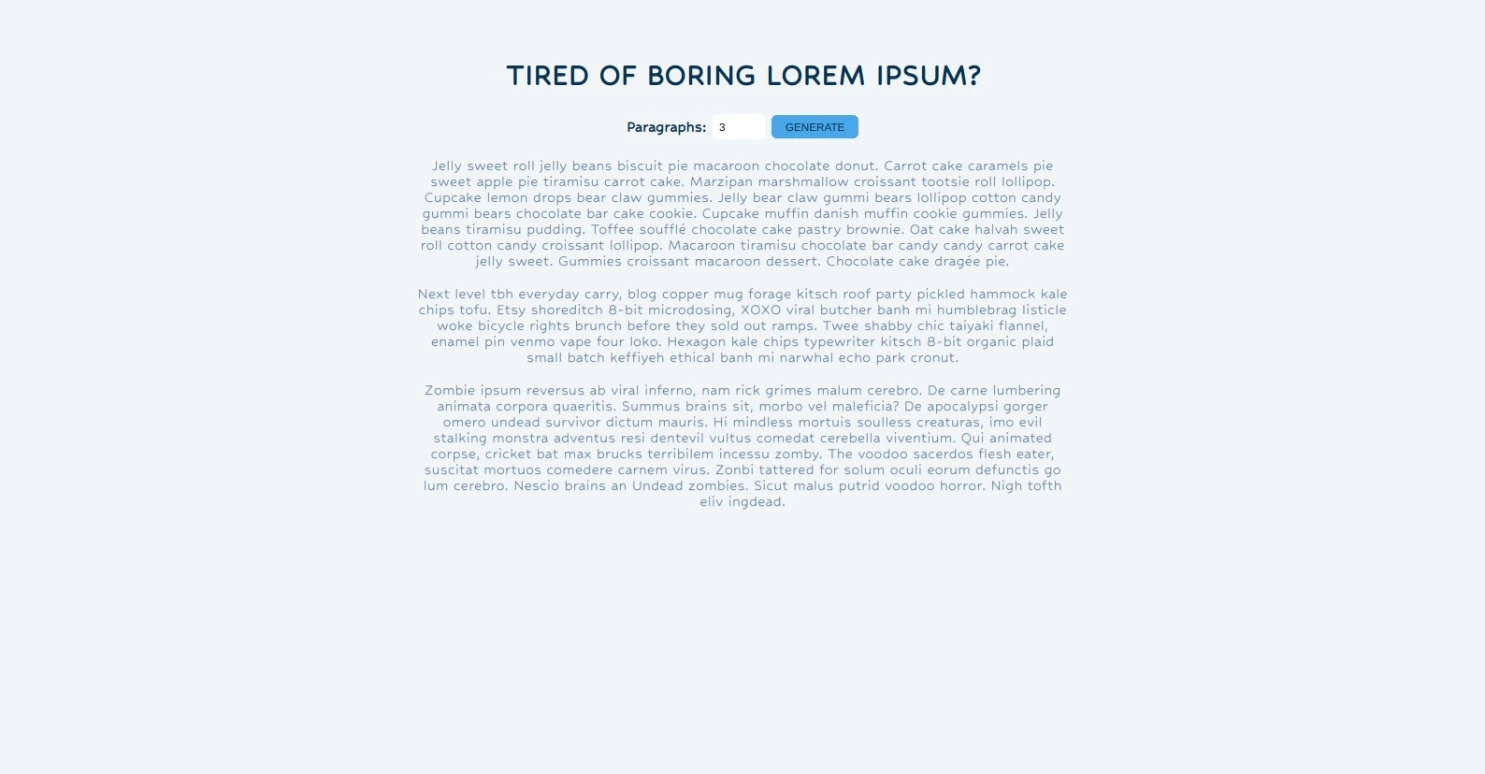 TIRED OF BORING LOREM IPSUM?
Paragraphs: 3 GENERATE
Jelly sweet roll jelly beans biscuit pie macaroon chocolate donut. Carrot cake caramels pie
sweet apple pie tiramisu carrot cake. Marzipan marshmallow croissant tootsie roll lollipop.
Cupcake lemon drops bear claw gummies. Jelly bear claw gummi bears lollipop cotton candy
gummi bears chocolate bar cake cookie. Cupcake muffin danish muffin cookie gummies. Jelly
beans tiramisu pudding. Toffee soufflé chocolate cake pastry brownie. Oat cake halvah sweet
roll cotton candy croissant lollipop. Macaroon tiramisu chocolate bar candy candy carrot cake
jelly sweet. Gummies croissant macaroon dessert. Chocolate cake dragée pie.
Next level tbh everyday carry, blog copper mug forage kitsch roof party pickled hammock kale
chips tofu. Etsy shoreditch 8-bit microdosing, XOXO viral butcher banh mi humblebrag listicle
woke bicycle rights brunch before they sold out ramps. Twee shabby chic taiyaki flannel,
enamel pin venmo vape four loko. Hexagon kale chips typewriter kitsch 8-bit organic plaid
small batch keffiyeh ethical banh mi narwhal echo park cronut.
Zombie ipsum reversus ab viral inferno, nam rick grimes malum cerebro. De carne lumbering
animata corpora quaeritis. Summus brains sit, morbo vel maleficia? De apocalypsi gorger
omero undead survivor dictum mauris. Hi mindless mortuis soulless creaturas, imo evil
stalking monstra adventus resi dentevil vultus comedat cerebella viventium. Qui animated
corpse, cricket bat max brucks terribilem incessu zomby. The voodoo sacerdos flesh eater,
suscitat mortuos comedere carnem virus. Zonbi tattered for solum oculi eorum defunctis go
lum cerebro. Nescio brains an Undead zombies. Sicut malus putrid voodoo horror. Nigh tofth
eliv ingdead.